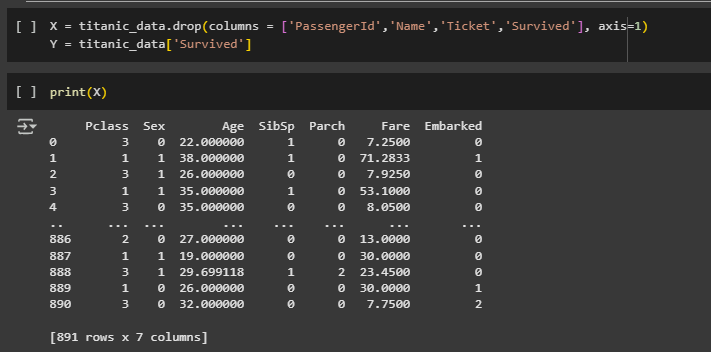 [ ] X = titanic_data.drop(columns = ['PassengerId','Name','Ticket','Survived'], axis=1)
Y = titanic_data['Survived']
[ ] print(X)
Pclass Sex Age SibSp Parch Fare Embarked
0 3 0 22.000000 1 0 7.2500 0
1 1 1 38.000000 1 0 71.2833 1
2 3 1 26.000000 0 0 7.9250 0
3 1 1 35.000000 1 0 53.1000 0
4 3 0 35.000000 0 0 8.0500 0
.. ... ... ... ... ... ... ...
886 2 0 27.000000 0 0 13.0000 0
887 1 1 19.000000 0 0 30.0000 0
888 3 1 29.699118 1 2 23.4500 0
889 1 0 26.000000 0 0 30.0000 1
890 3 0 32.000000 0 0 7.7500 2
[891 rows x 7 columns]